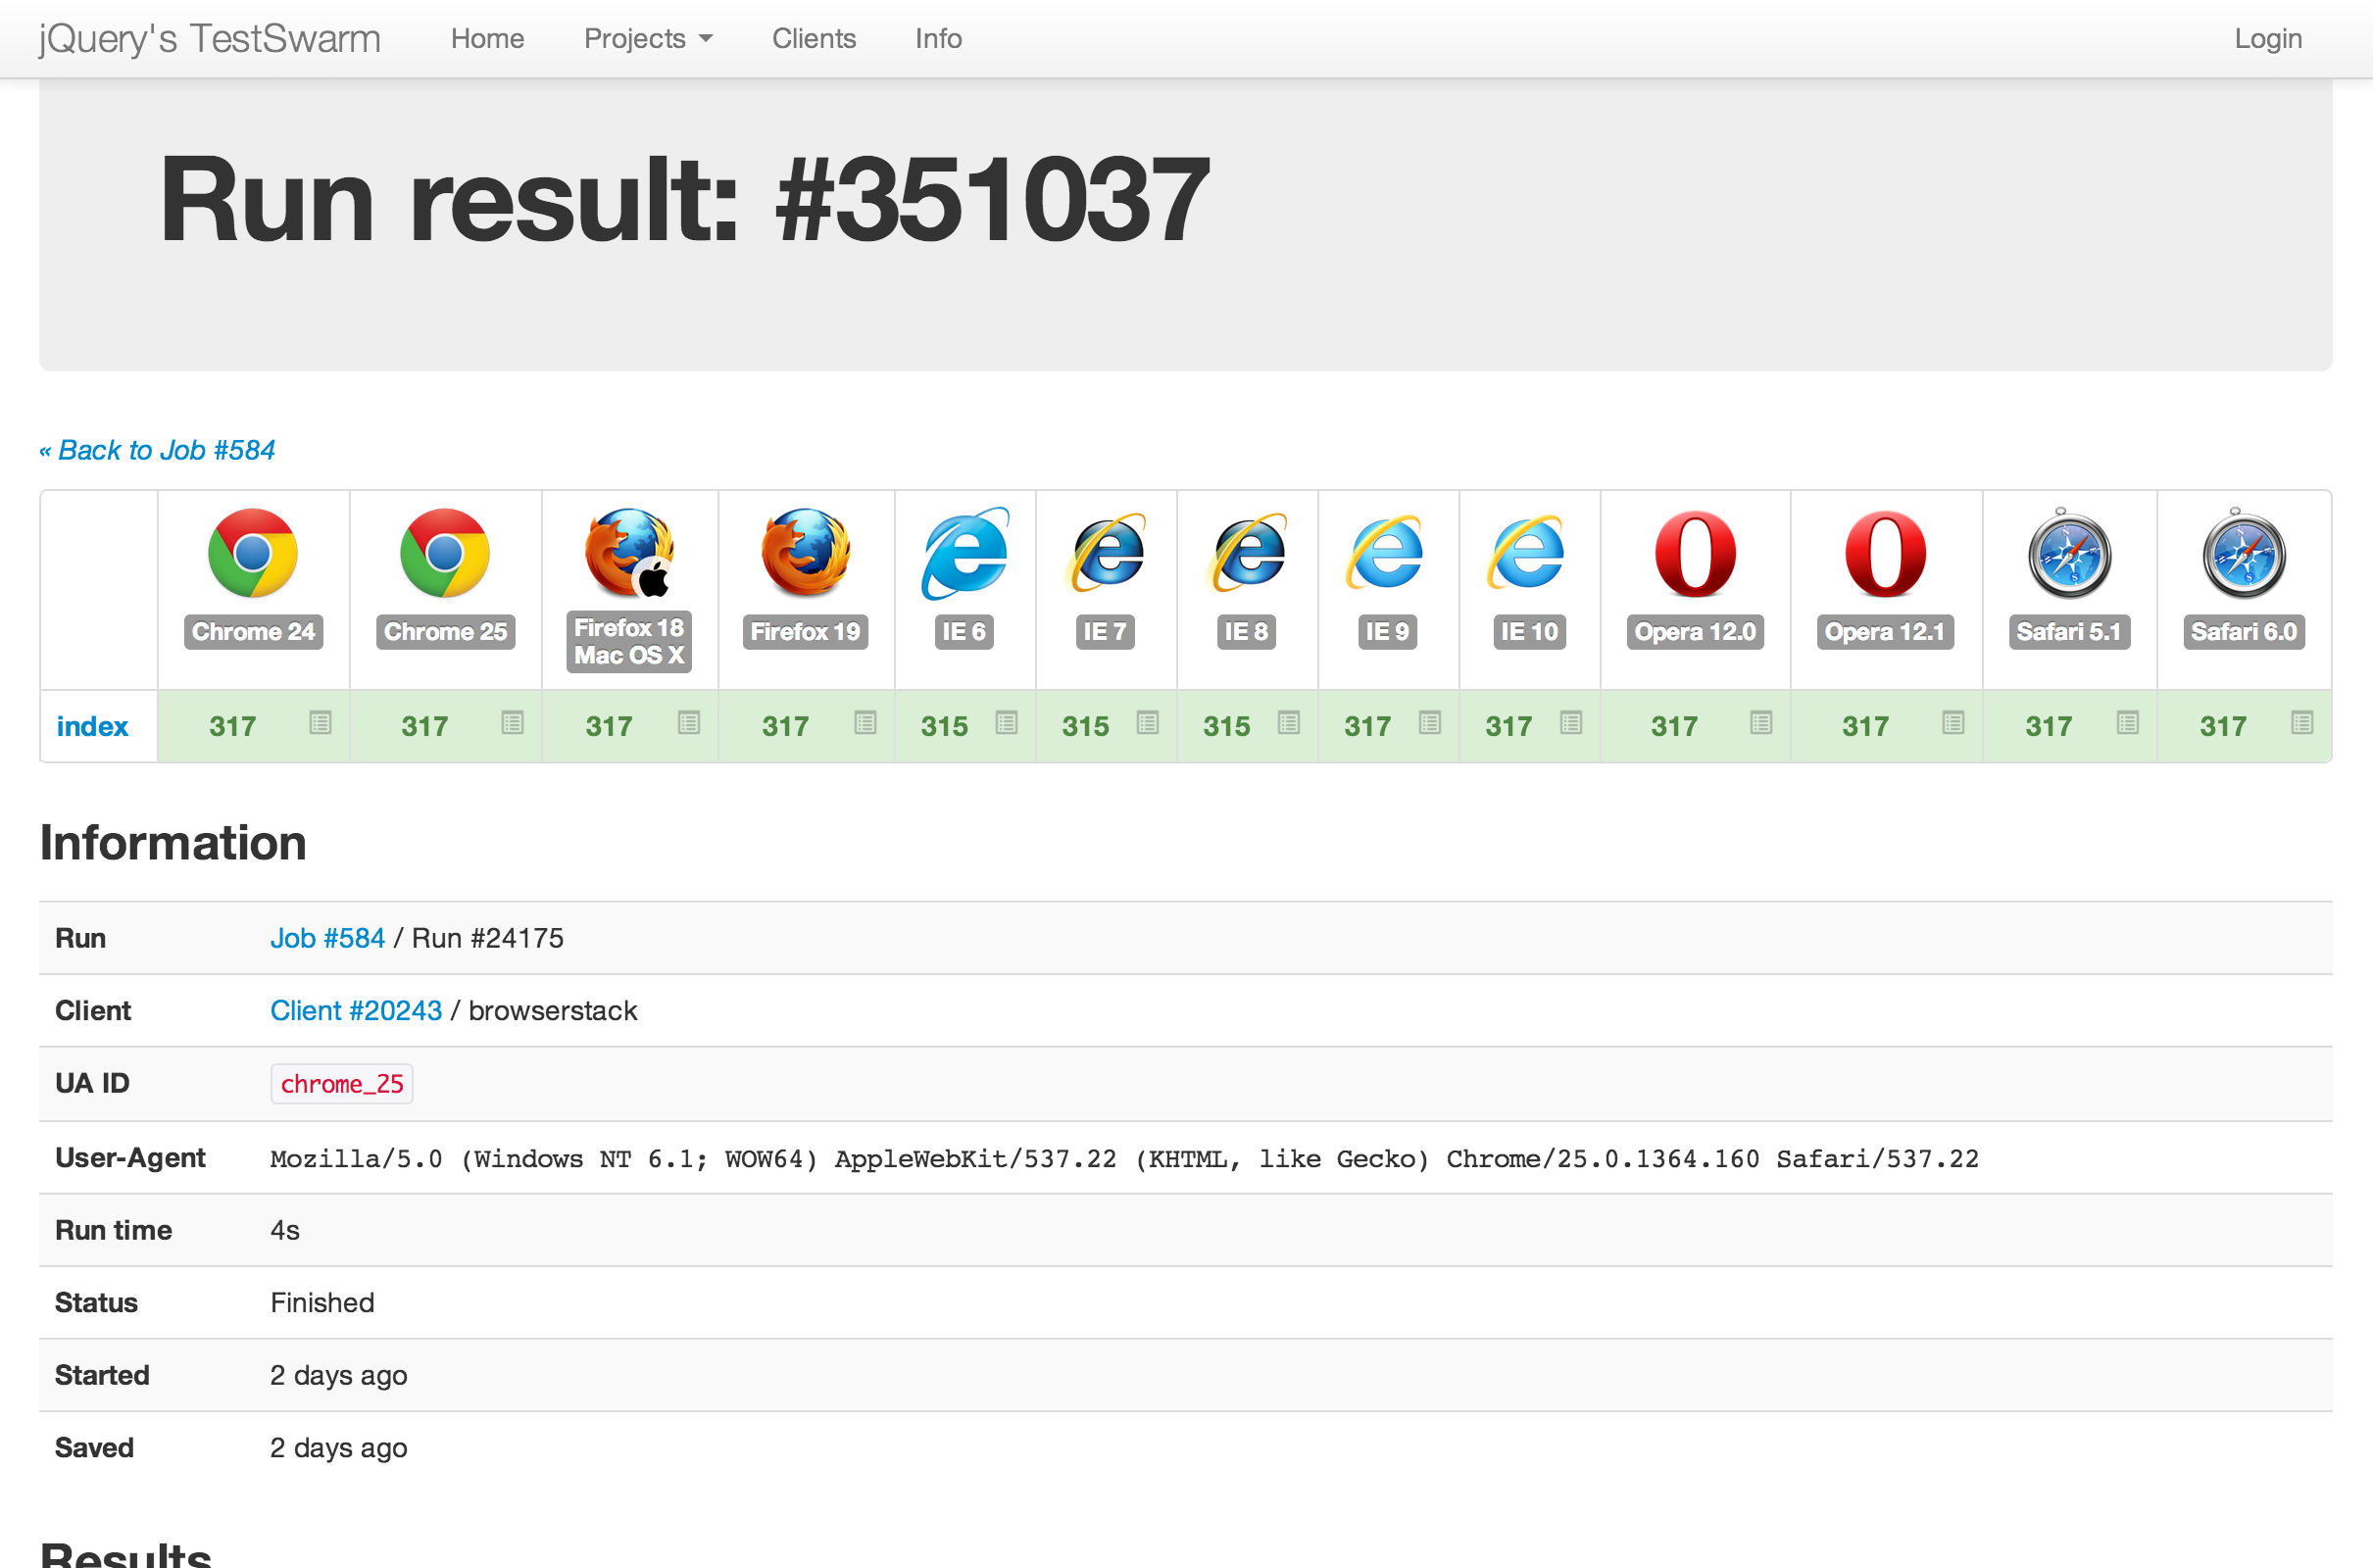 jQuery's TestSwarm Home Projects Clients Info Login
Run result: #351037
« Back to Job #584
Chrome 24 Chrome 25 Firefox 18 Mac OS X Firefox 19 IE 6 IE 7 IE 8 IE 9 IE 10 Opera 12.0 Opera 12.1 Safari 5.1 Safari 6.0
index 317 317 317 317 315 315 315 317 317 317 317 317 317
Information
Run Job #584 / Run #24175
Client Client #20243 / browserstack
UA ID chrome_25
User-Agent Mozilla/5.0 (Windows NT 6.1; WOW64) AppleWebKit/537.22 (KHTML, like Gecko) Chrome/25.0.1364.160 Safari/537.22
Run time 4s
Status Finished
Started 2 days ago
Saved 2 days ago
Results